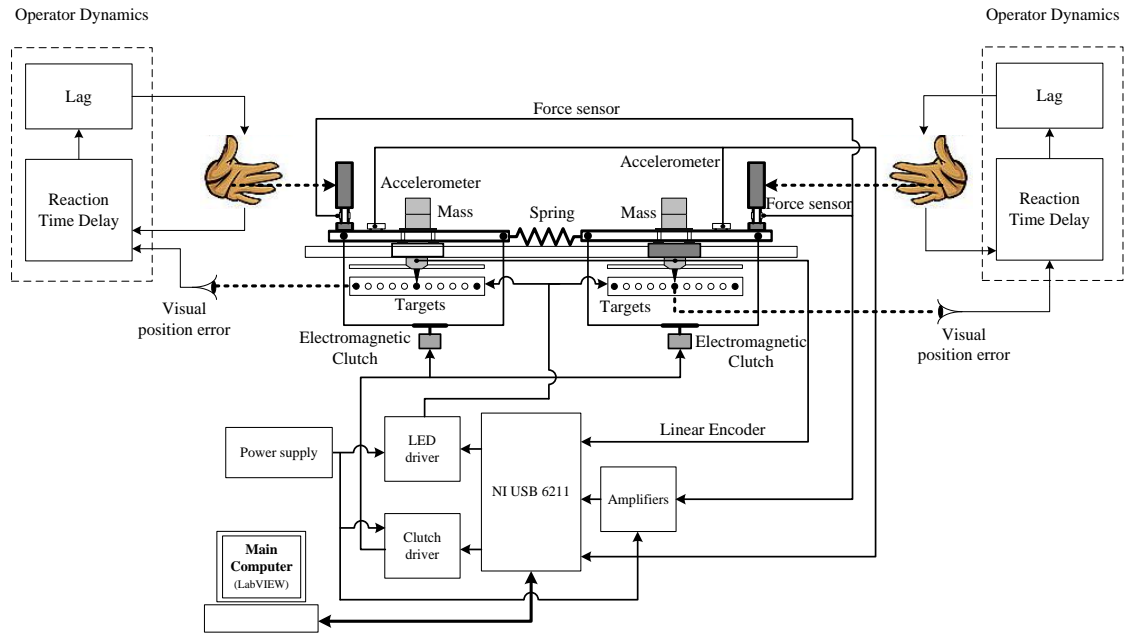 Operator Dynamics
Operator Dynamics
Lag
Lag
Force sensor
Reaction
Time Delay
Accelerometer
Accelerometer
Reaction
Time Delay
Mass
Spring
Mass
Force sensor
Targets
Targets
Visual
position error
Visual
position error
Electromagnetic
Clutch
Electromagnetic
Clutch
Power supply
LED
driver
Linear Encoder
NI USB 6211
Amplifiers
Clutch
driver
Main
Computer
(LabVIEW)